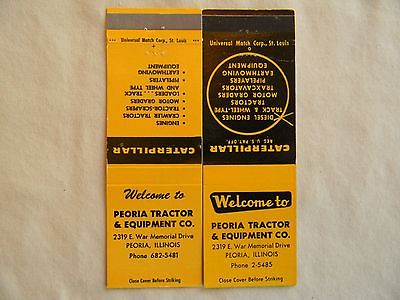 Universal Match Corp., St. Louis
• ENGINES
• CRAWLER TRACTORS
• TRACTOR-SCRAPERS
• MOTOR GRADERS
• LOADERS... TRACK
AND WHEEL TYPE
• PIPELAYERS
• EARTHMOVING
EQUIPMENT
CATERPILLAR
Welcome to
PEORIA TRACTOR
& EQUIPMENT CO.
2319 E. War Memorial Drive
PEORIA, ILLINOIS
Phone 682-5481
Close Cover Before Striking
Universal Match Corp., St. Louis
DIESEL ENGINES
TRACK & WHEEL-TYPE
TRACTORS
MOTOR GRADERS
TRAXCAVATORS
PIPELAYERS
EARTHMOVING
EQUIPMENT
CATERPILLAR
REG. U.S. PAT. OFF.
Welcome to
PEORIA TRACTOR
& EQUIPMENT CO.
2319 E. War Memorial Drive
PEORIA, ILLINOIS
Phone 2-5485
Close Cover Before Striking